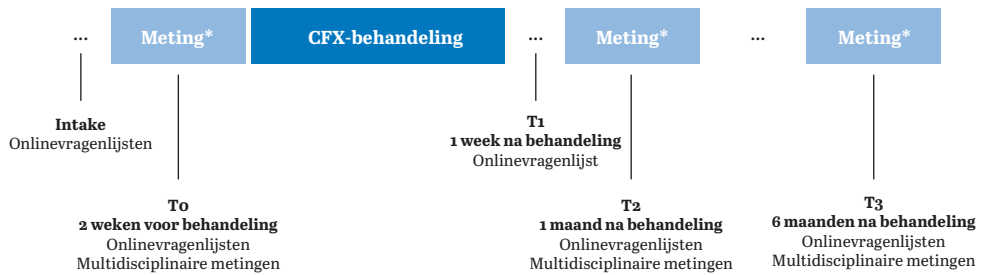 ... Meting* CFX-behandeling ... Meting* ... Meting*
Intake
Onlinevragenlijsten
T1
1 week na behandeling
Onlinevragenlijst
T0
2 weken voor behandeling
Onlinevragenlijsten
Multidisciplinaire metingen
T2
1 maand na behandeling
Onlinevragenlijsten
Multidisciplinaire metingen
T3
6 maanden na behandeling
Onlinevragenlijsten
Multidisciplinaire metingen